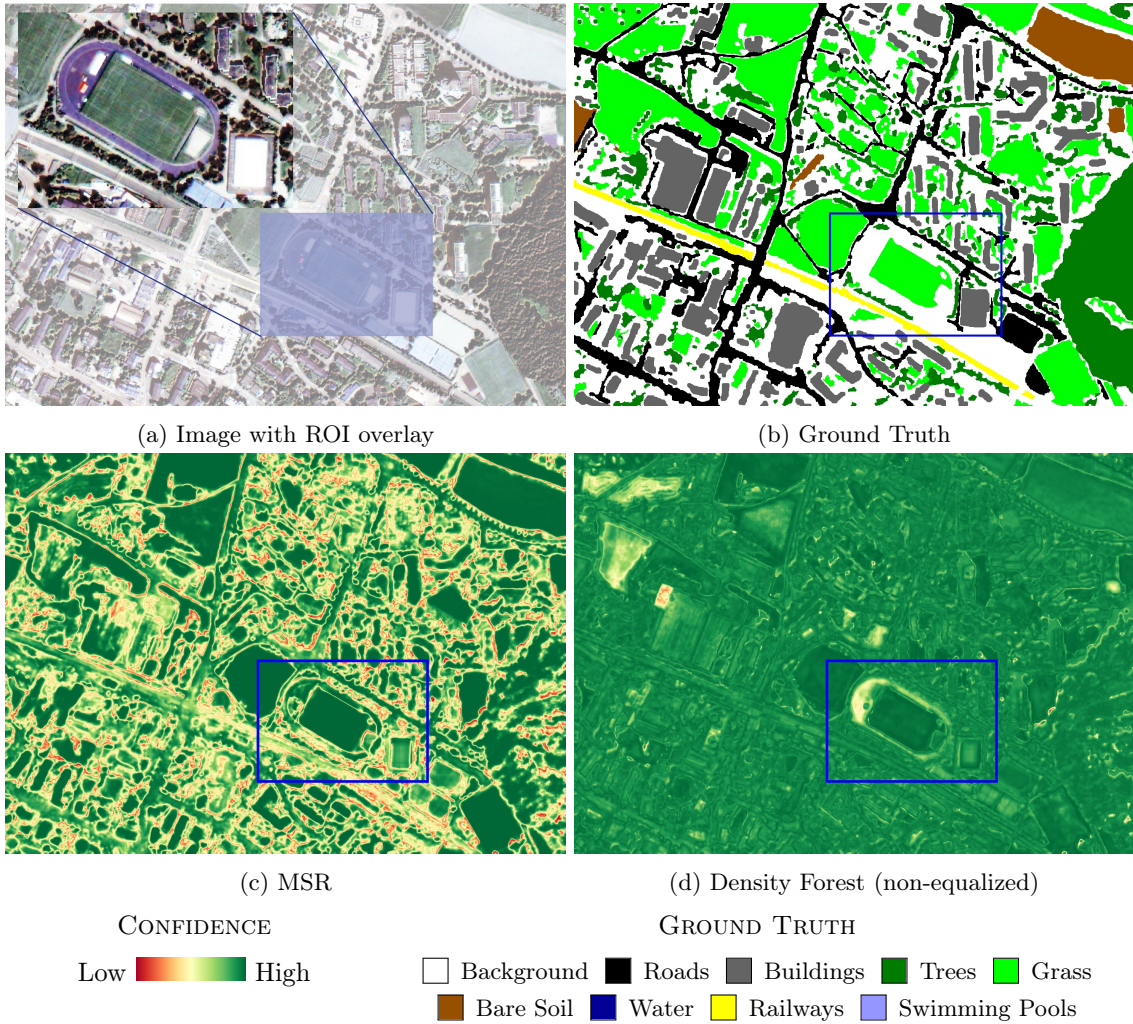 (a) Image with ROI overlay
(b) Ground Truth
(c) MSR
(d) Density Forest (non-equalized)
CONFIDENCE
Low High
GROUND TRUTH
Background Roads Buildings Trees Grass
Bare Soil Water Railways Swimming Pools